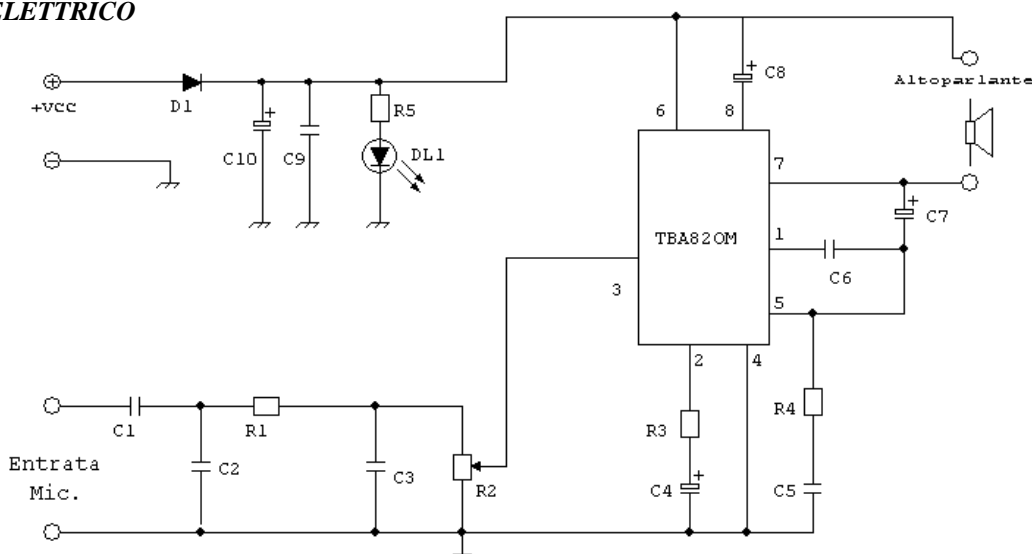 ELETTRICO
+vcc
D1
C10
C9
R5
DL1
6
8
C8
Altoparlante
7
C7
TBA820M
1
C6
3
5
2
4
C1
R1
R3
R4
Entrata
Mic.
C2
C3
R2
C4
C5